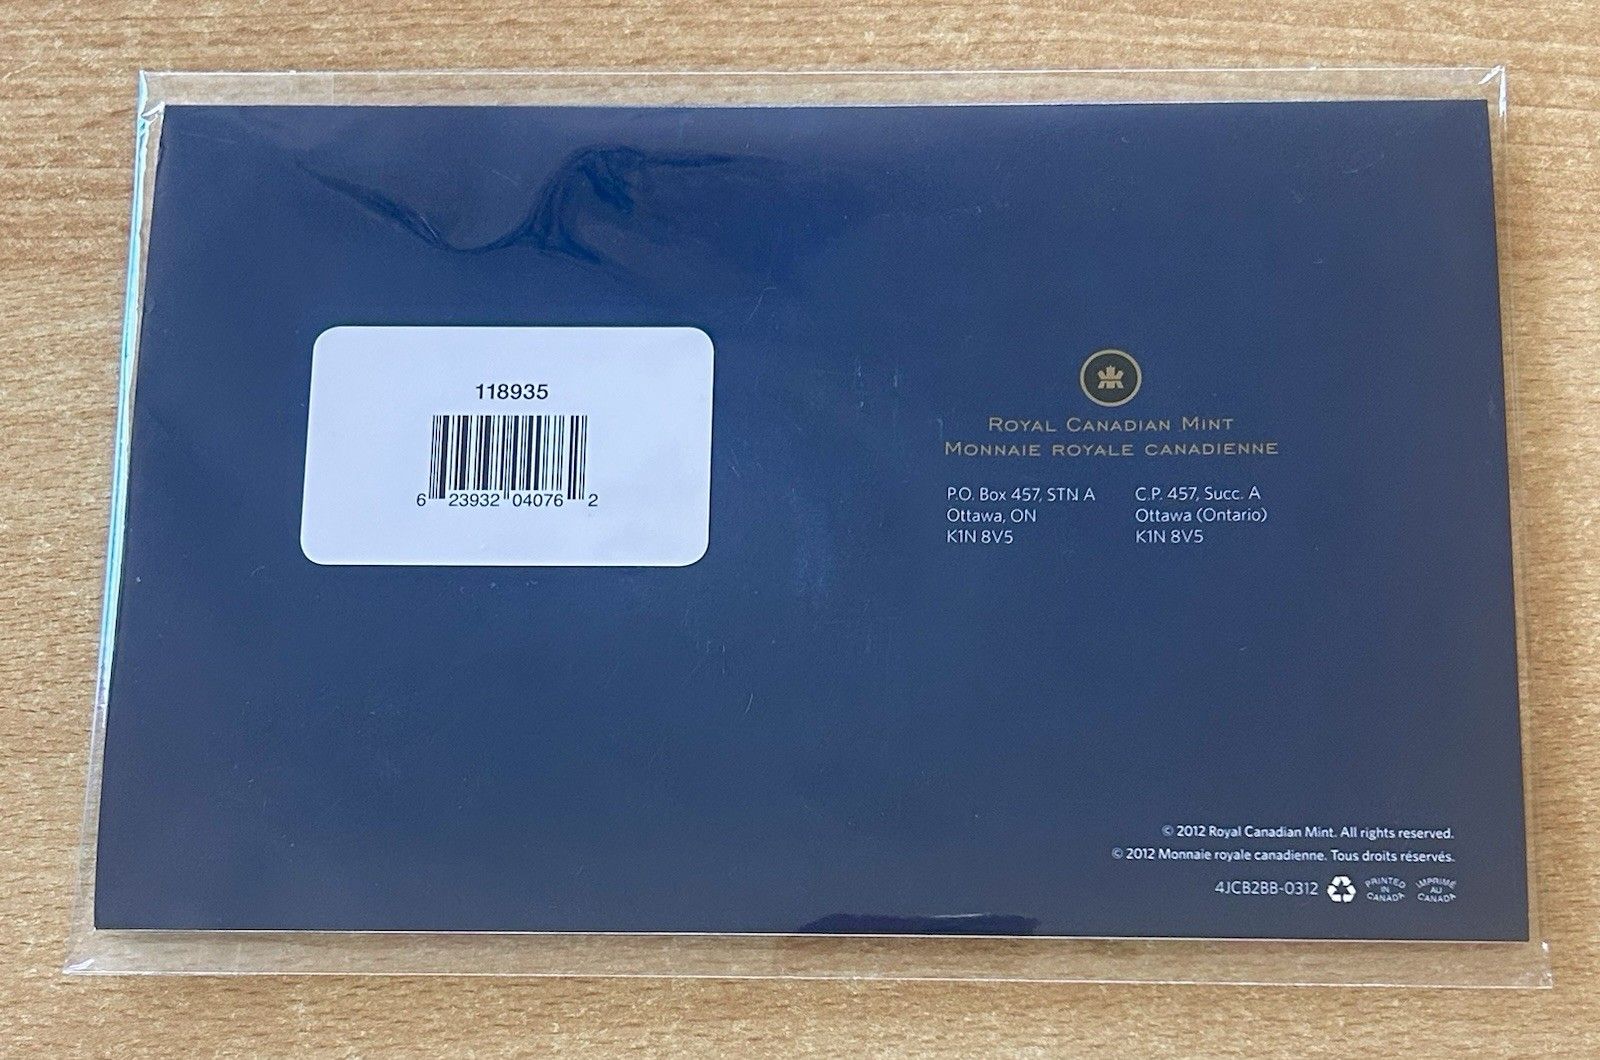 118935
6 23932 04076 2
ROYAL CANADIAN MINT
MONNAIE ROYALE CANADIENNE
P.O. Box 457, STN A
Ottawa, ON
K1N 8V5
C.P. 457, Succ. A
Ottawa (Ontario)
K1N 8V5
© 2012 Royal Canadian Mint. All rights reserved.
© 2012 Monnaie royale canadienne. Tous droits réservés.
4JCB2BB-0312
PRINTED
IN
CANADA
IMPRIMÉ
AU
CANADA